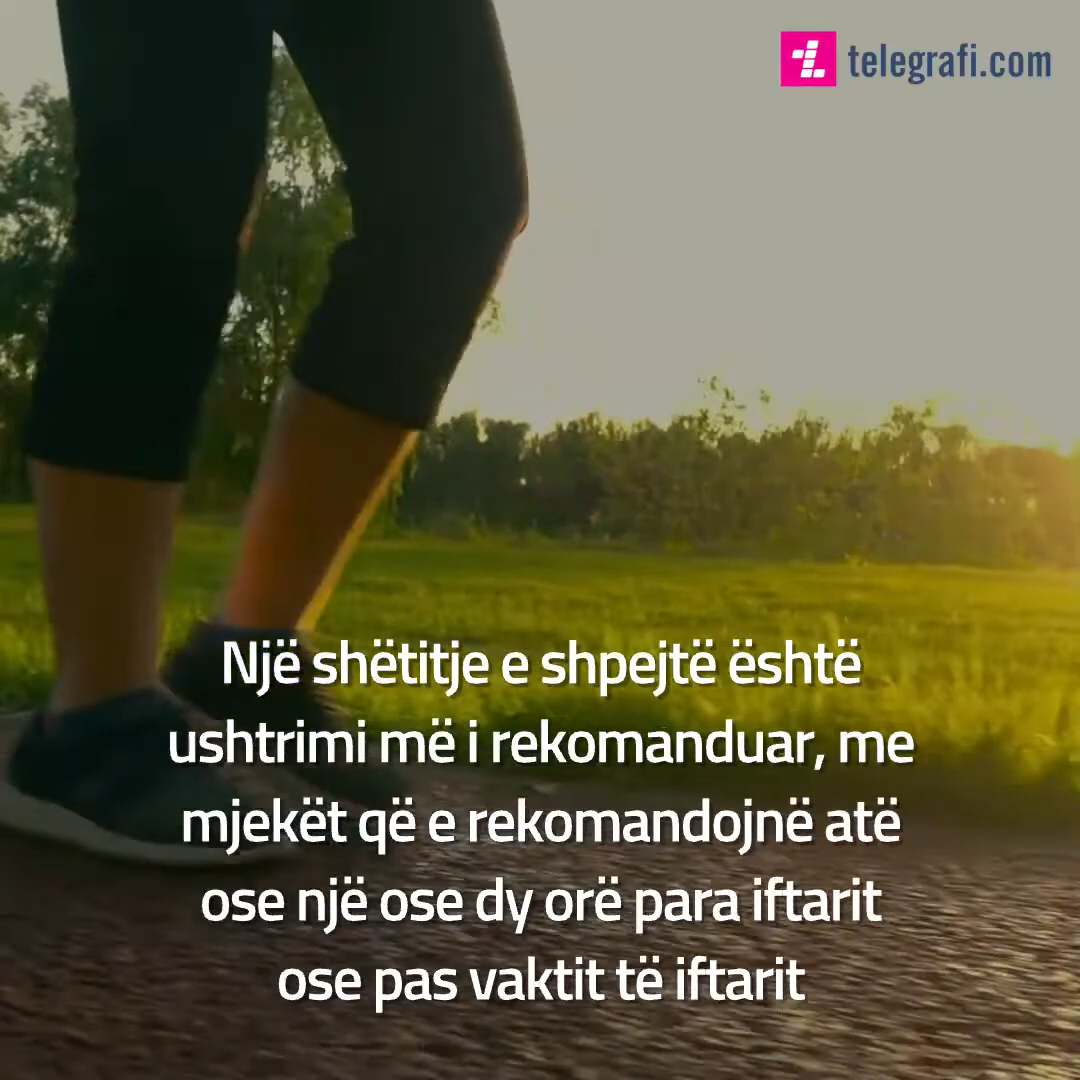 telegrafi.com
Një shëtitje e shpejtë është
ushtrimi më i rekomanduar, me
mjekët që e rekomandojnë atë
ose një ose dy orë para iftarit
ose pas vaktit të iftarit